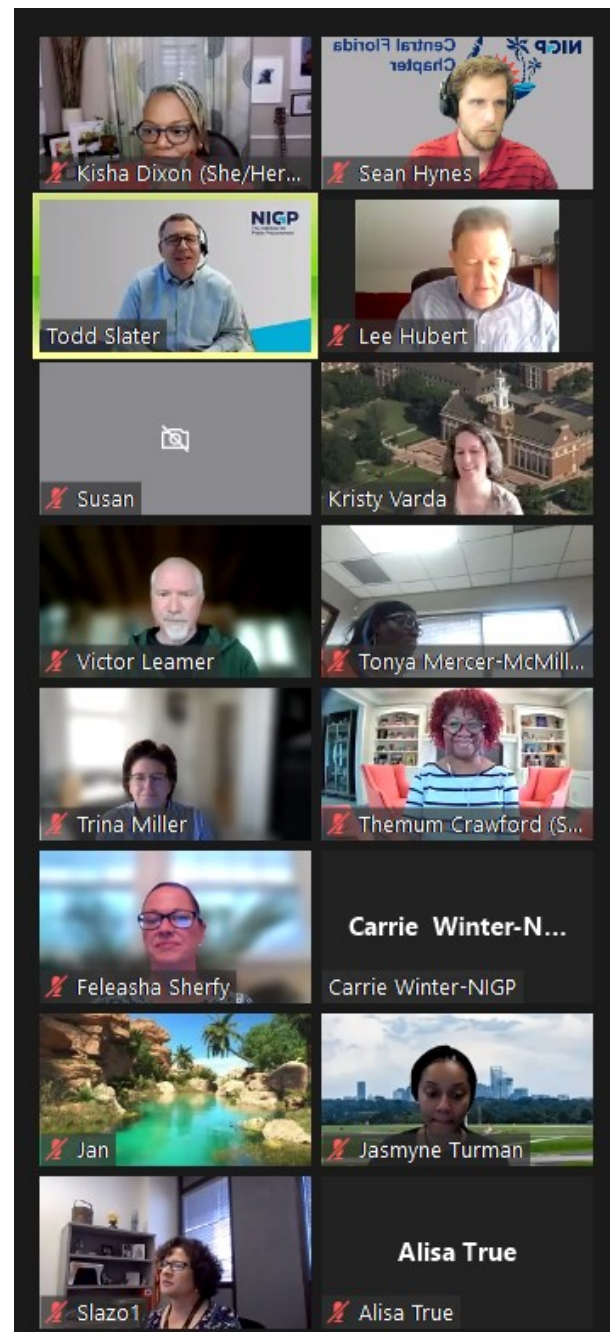 Kisha Dixon (She/Her...
Central Florida
Chapter
NIGP
Sean Hynes
NIGP
Public Procurement
Todd Slater
Lee Hubert
Susan
Kristy Varda
Victor Leamer
Tonya Mercer-McMill...
Trina Miller
Themum Crawford (S...
Feleasha Sherfy
Carrie Winter-N...
Carrie Winter-NIGP
Jan
Jasmyne Turman
Slazo1
Alisa True
Alisa True